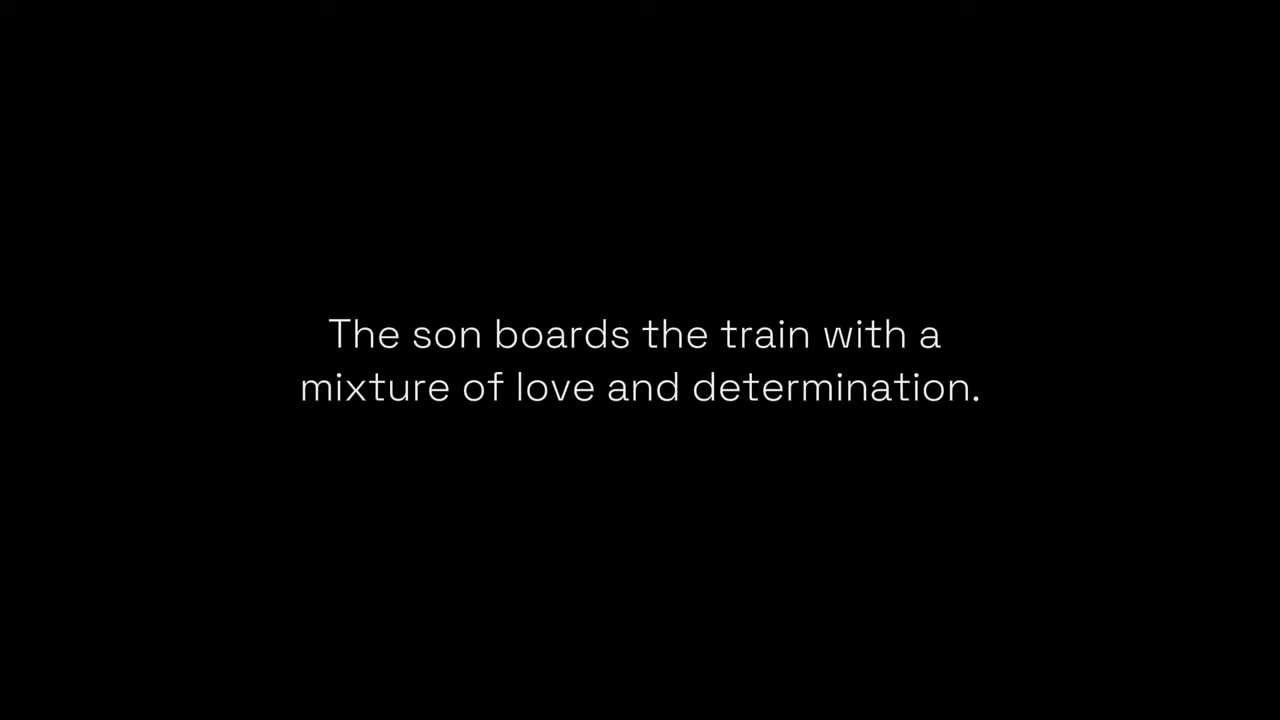 The son boards the train with a
mixture of love and determination.